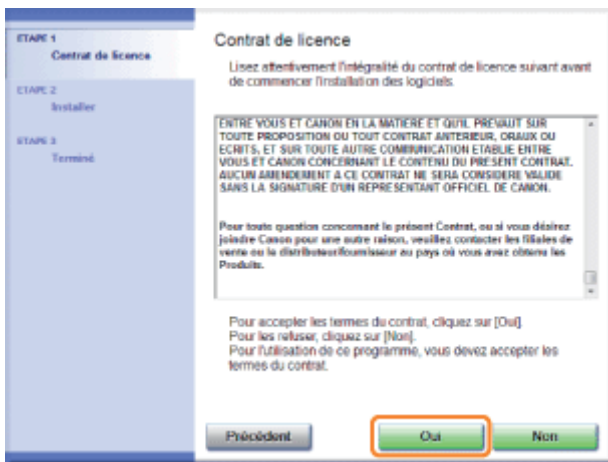 ETAPE 1
Contrat de licence
ETAPE 2
Installer
ETAPE 3
Terminé
Contrat de licence
Lisez attentivement l'intégralité du contrat de licence suivant avant
de commencer l'installation des logiciels.
ENTRE VOUS ET CANON EN LA MATIERE ET QU'IL PREVAUT SUR
TOUTE PROPOSITION OU TOUT CONTRAT ANTERIEUR, ORAUX OU
ECRITS, ET SUR TOUTE AUTRE COMMUNICATION ETABLIE ENTRE
VOUS ET CANON CONCERNANT LE CONTENU DU PRESENT CONTRAT.
AUCUN AMENDEMENT A CE CONTRAT NE SERA CONSIDERE VALIDE
SANS LA SIGNATURE D'UN REPRESENTANT OFFICIEL DE CANON.
Pour toute question concernant le présent Contrat, ou si vous désirez
joindre Canon pour une autre raison, veuillez contacter les filiales de
vente ou le distributeur/fournisseur au pays où vous avez obtenu les
Produits.
Pour accepter les termes du contrat, cliquez sur [Oui].
Pour les refuser, cliquez sur [Non].
Pour l'utilisation de ce programme, vous devez accepter les
termes du contrat.
Précédent
Oui
Non